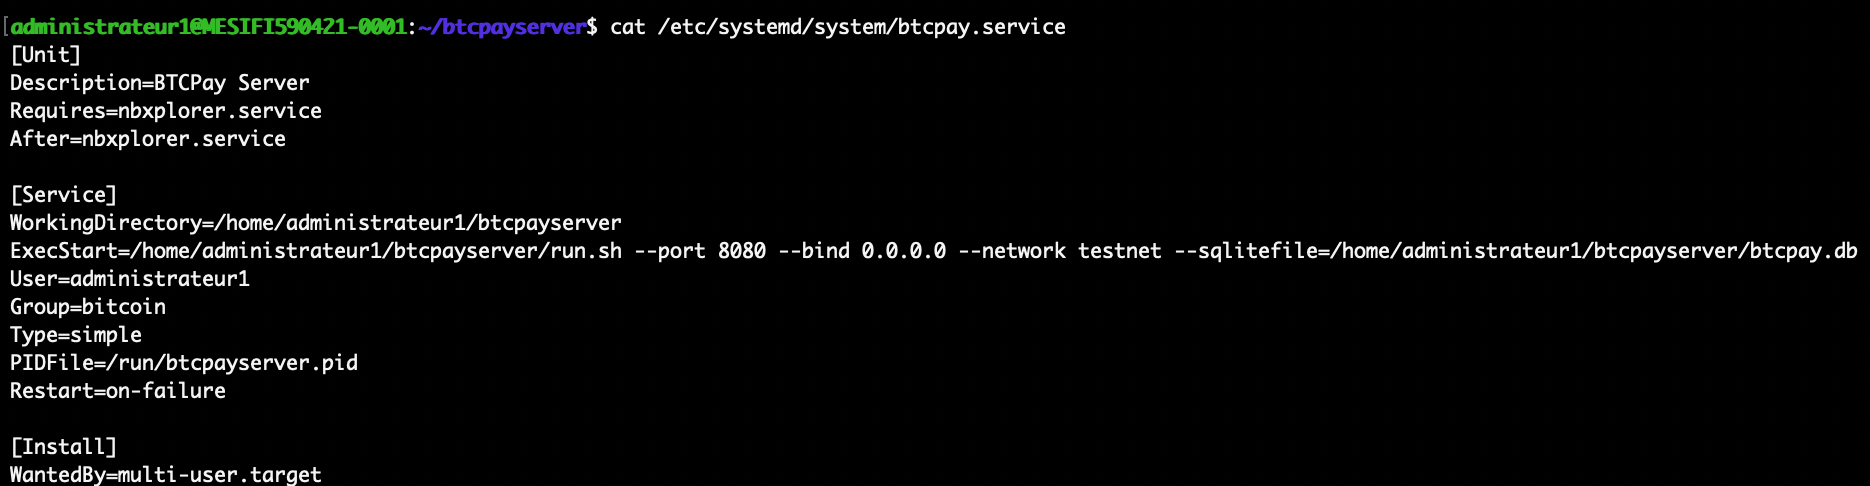 [administrateur1@MESIFI590421-0001:~/btcpayserver$ cat /etc/systemd/system/btcpay.service
[Unit]
Description=BTCPay Server
Requires=nbxplorer.service
After=nbxplorer.service

[Service]
WorkingDirectory=/home/administrateur1/btcpayserver
ExecStart=/home/administrateur1/btcpayserver/run.sh --port 8080 --bind 0.0.0.0 --network testnet --sqlitefile=/home/administrateur1/btcpayserver/btcpay.db
User=administrateur1
Group=bitcoin
Type=simple
PIDFile=/run/btcpayserver.pid
Restart=on-failure

[Install]
WantedBy=multi-user.target